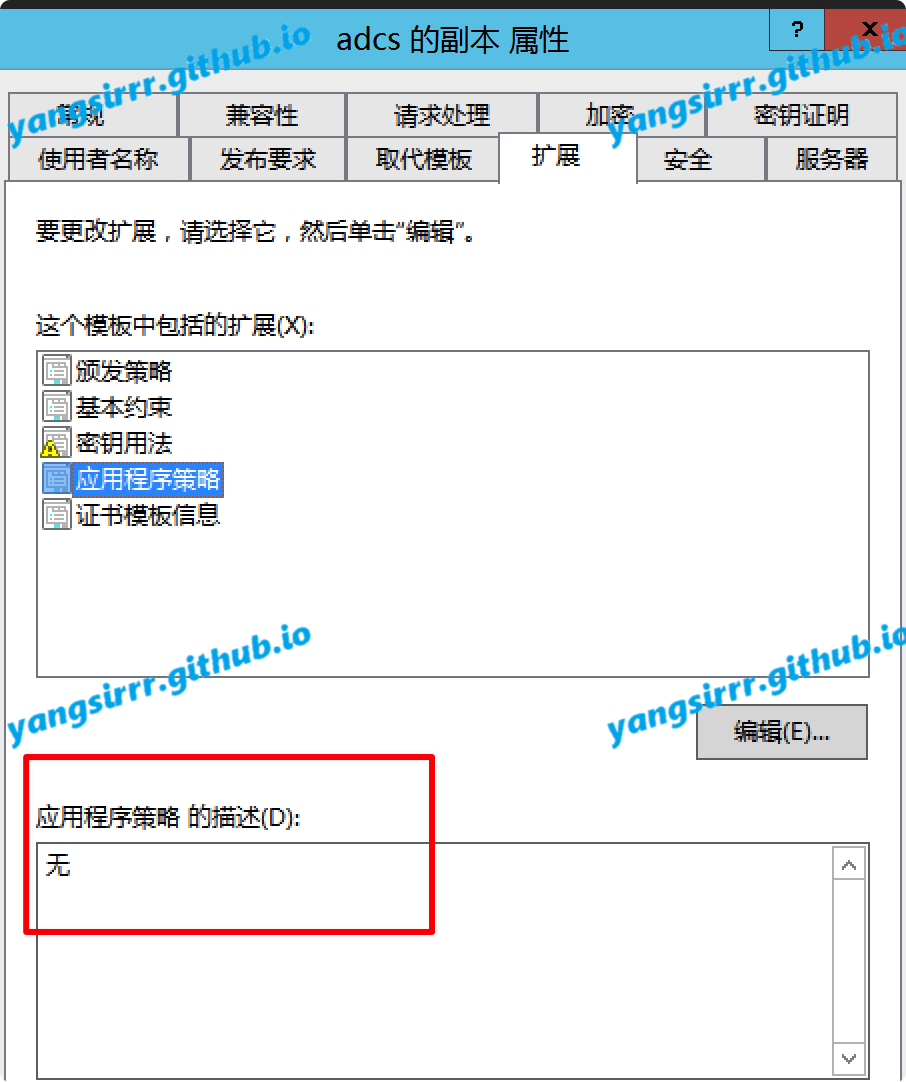 adcs 的副本 属性
? x
常规 兼容性 请求处理 加密 密钥证明
使用者名称 发布要求 取代模板 扩展 安全 服务器
要更改扩展，请选择它，然后单击“编辑”。
这个模板中包括的扩展(X):
颁发策略
基本约束
密钥用法
应用程序策略
证书模板信息
编辑(E)...
应用程序策略 的描述(D):
无
yangsirrr.github.io
yangsirrr.github.io
yangsirrr.github.io
yangsirrr.github.io